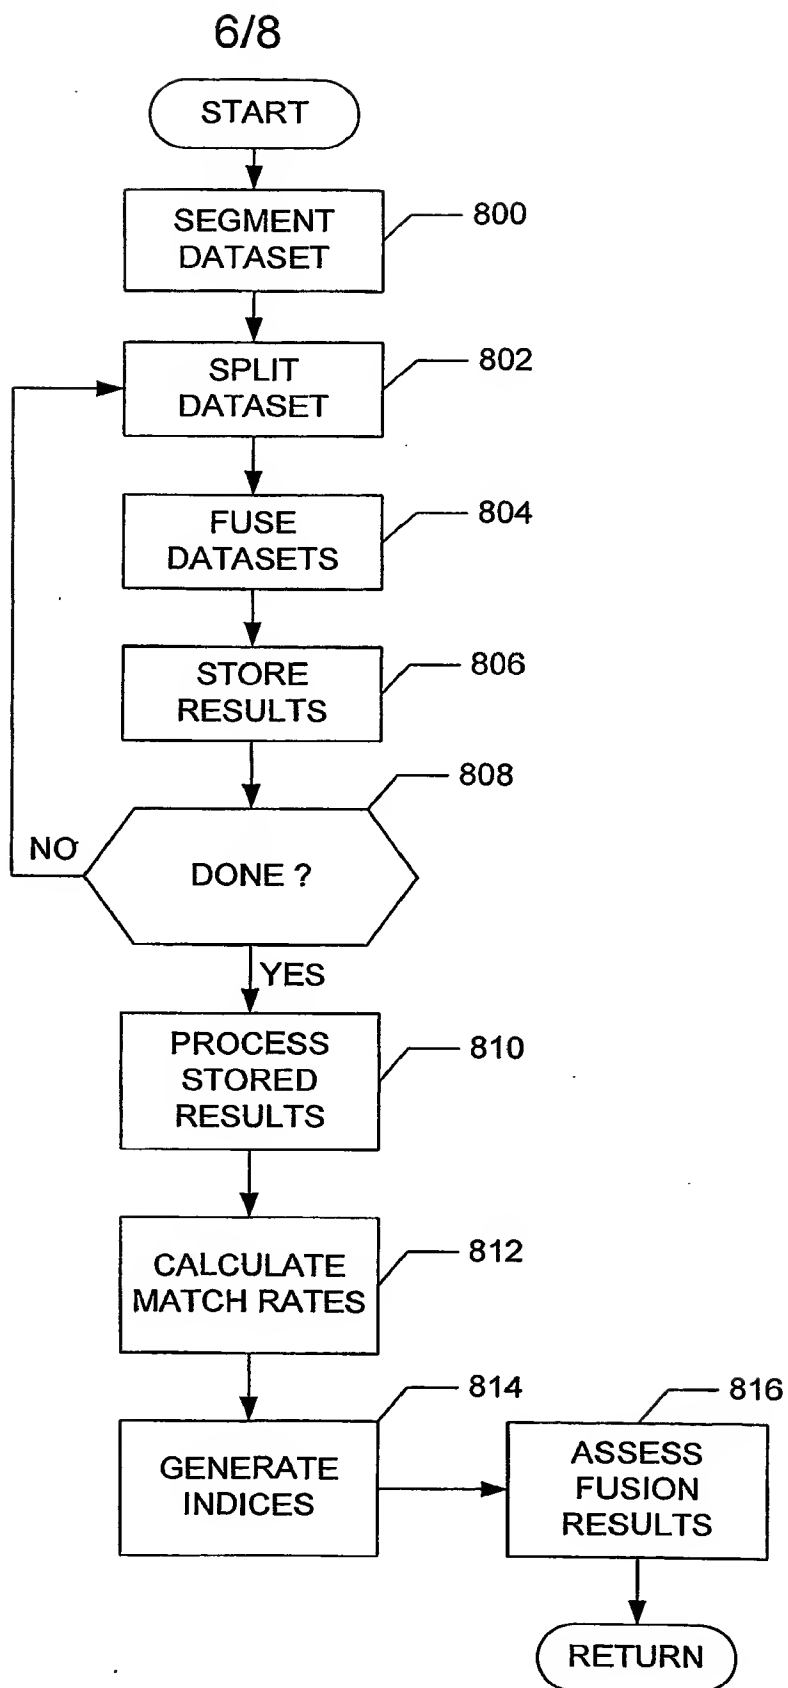 6/8
START
SEGMENT
DATASET
800
SPLIT
DATASET
802
FUSE
DATASETS
804
STORE
RESULTS
806
808
NO
DONE ?
YES
PROCESS
STORED
RESULTS
810
CALCULATE
MATCH RATES
812
814
GENERATE
INDICES
816
ASSESS
FUSION
RESULTS
RETURN